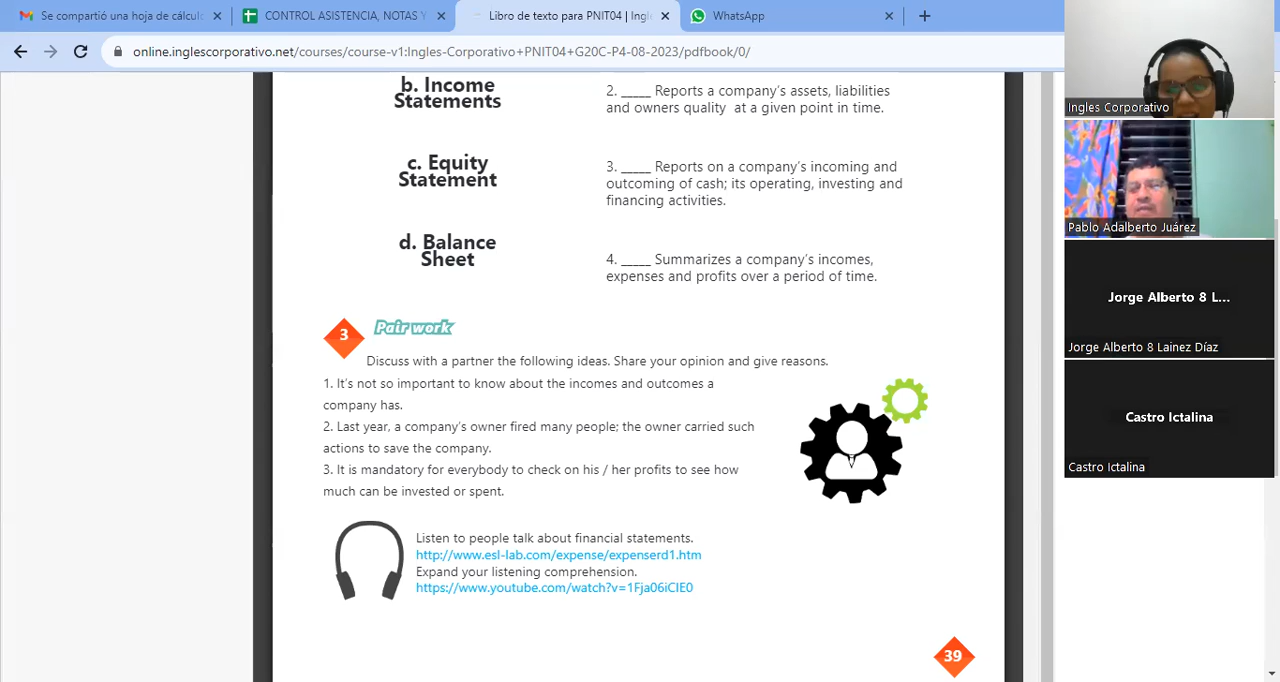 Se compartió una hoja de cálcul
CONTROL ASISTENCIA, NOTAS Y
Libro de texto para PNIT04 | Ingle
WhatsApp
online.inglescorporativo.net/courses/course-v1:Ingles-Corporativo+PNIT04+G20C-P4-08-2023/pdfbook/0/
b. Income
Statements
2. _____ Reports a company's assets, liabilities
and owners quality at a given point in time.
c. Equity
Statement
3. _____ Reports on a company's incoming and
outcoming of cash; its operating, investing and
financing activities.
d. Balance
Sheet
4. _____ Summarizes a company's incomes,
expenses and profits over a period of time.
3
Pair work
Discuss with a partner the following ideas. Share your opinion and give reasons.
1. It's not so important to know about the incomes and outcomes a
company has.
2. Last year, a company's owner fired many people; the owner carried such
actions to save the company.
3. It is mandatory for everybody to check on his / her profits to see how
much can be invested or spent.
Listen to people talk about financial statements.
http://www.esl-lab.com/expense/expenserd1.htm
Expand your listening comprehension.
https://www.youtube.com/watch?v=1Fja06iCIE0
39
Ingles Corporativo
Pablo Adalberto Juárez
Jorge Alberto 8 L...
Jorge Alberto 8 Lainez Díaz
Castro Ictalina
Castro Ictalina